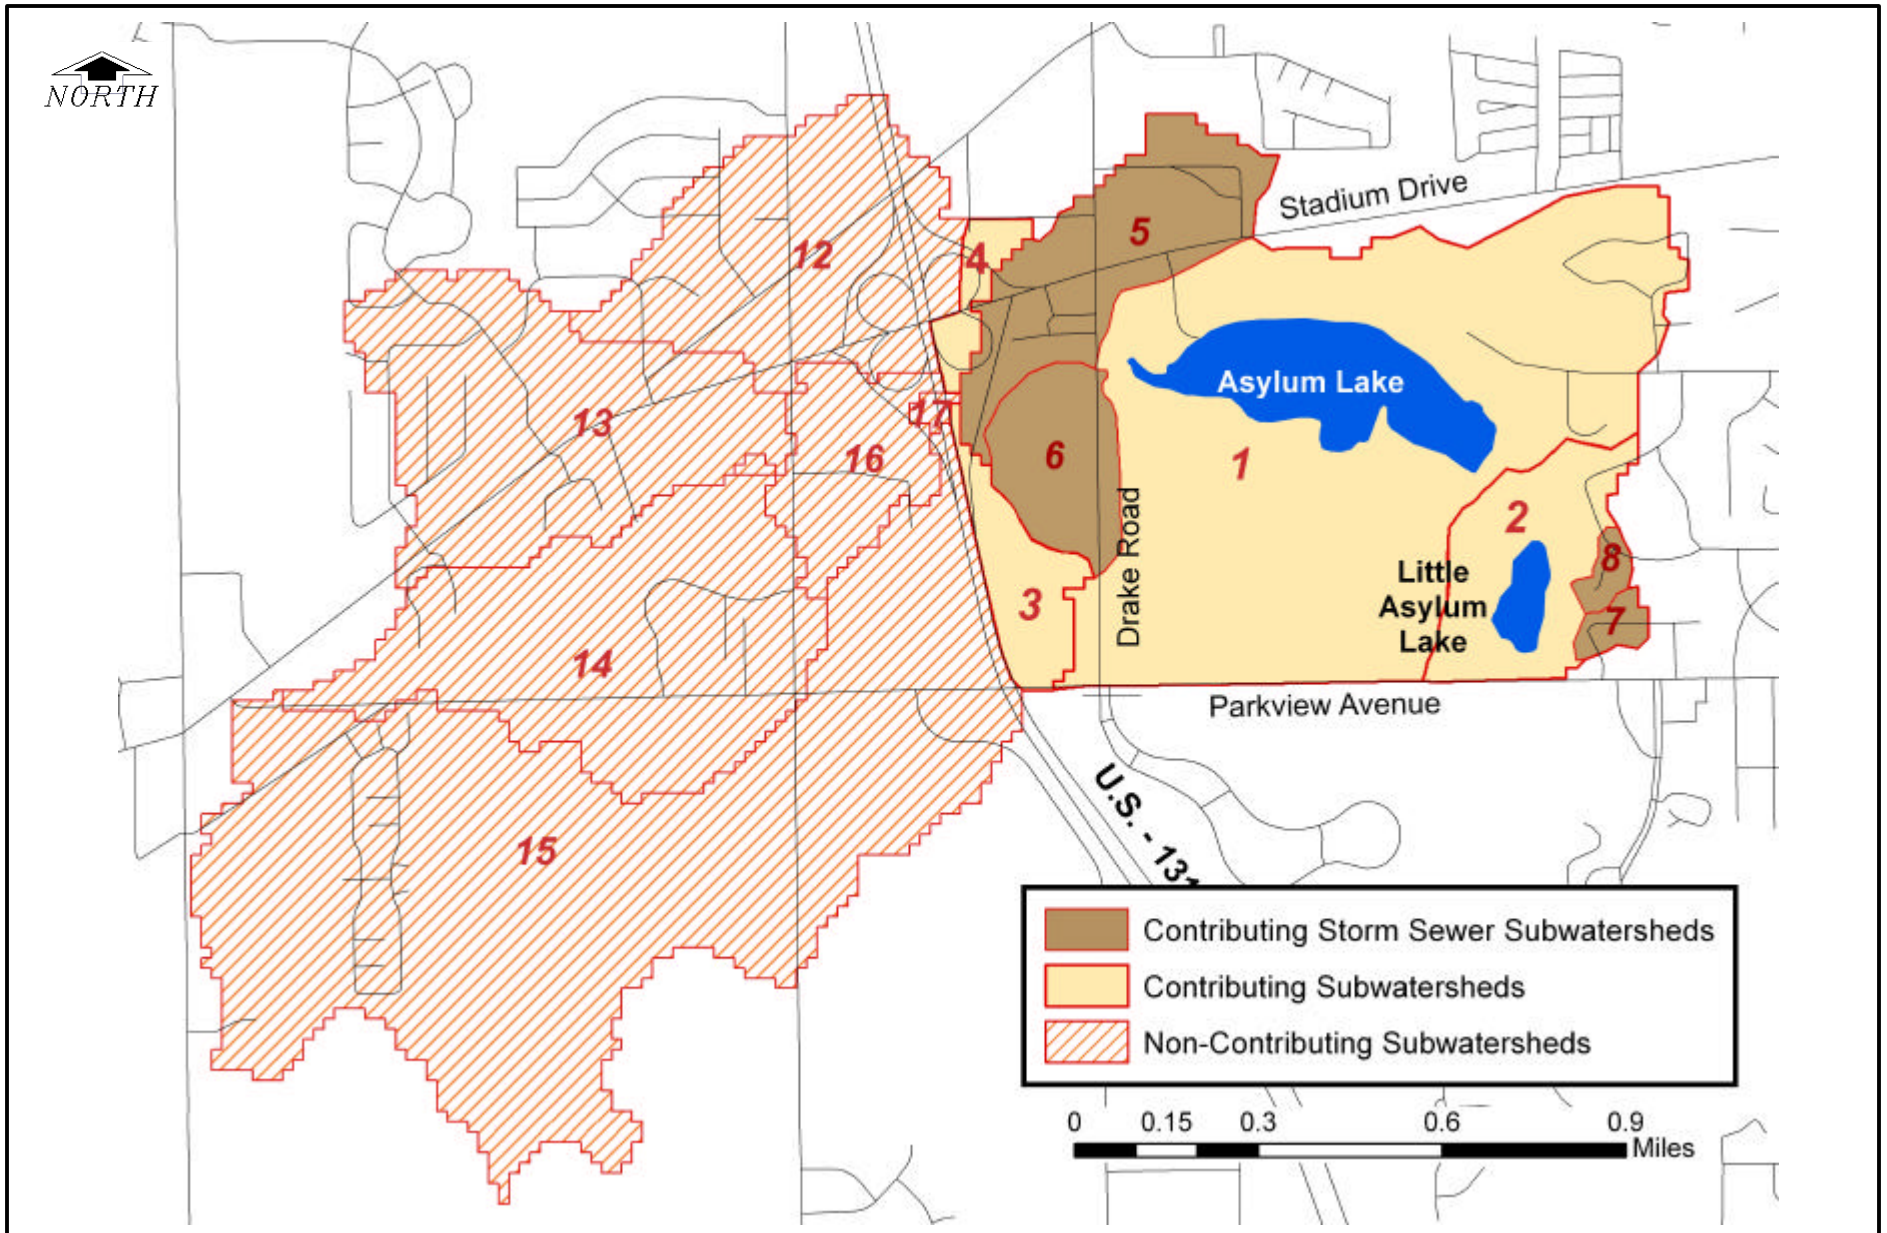 NORTH
Stadium Drive
5
12
4
Asylum Lake
17
13
16
6
1
2
Drake Road
8
Little
Asylum
Lake
3
7
14
Parkview Avenue
U.S. - 131
15
Contributing Storm Sewer Subwatersheds
Contributing Subwatersheds
Non-Contributing Subwatersheds
0 0.15 0.3 0.6 0.9
Miles